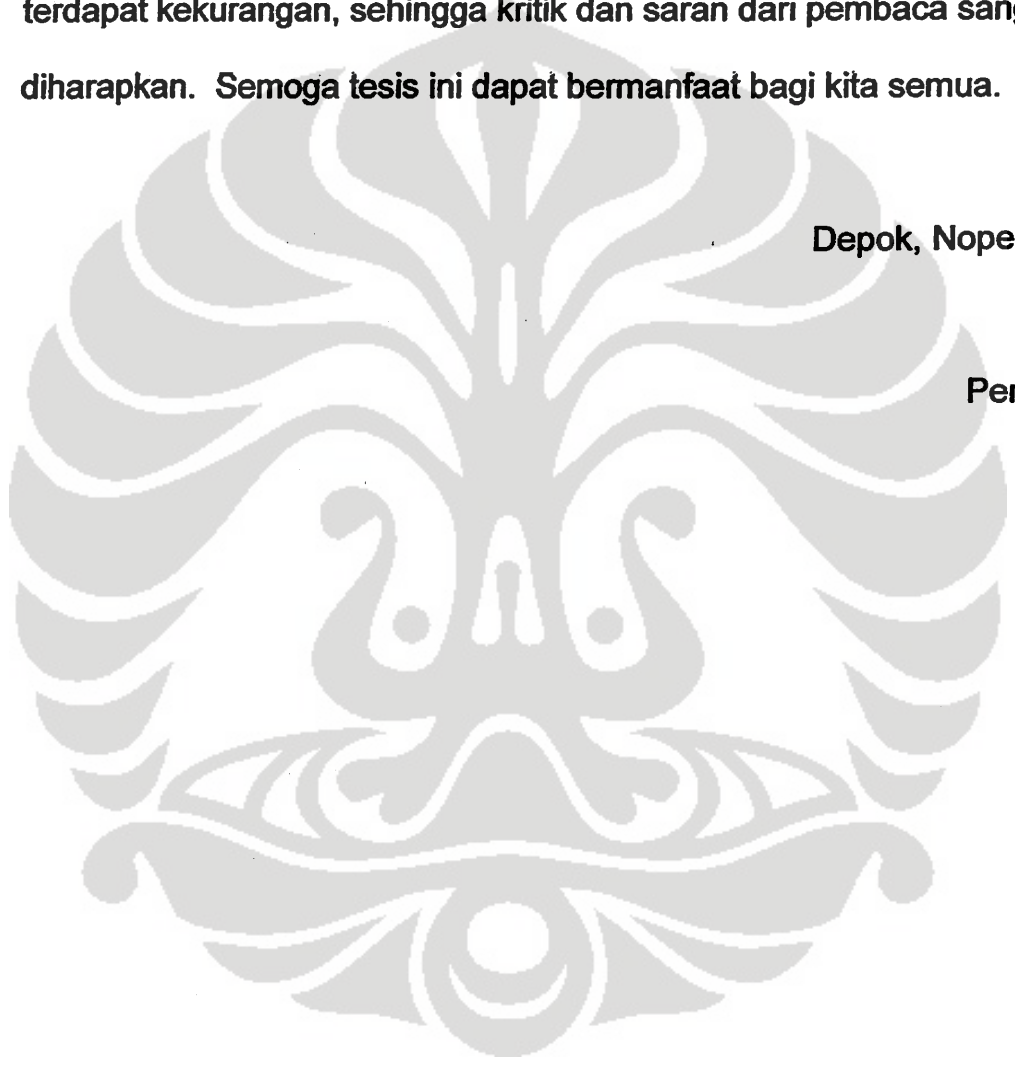 terdapat kekurangan, sehingga kritik dan saran dari pembaca
diharapkan. Semoga tesis ini dapat bermanfaat bagi kita semua.
Depok,